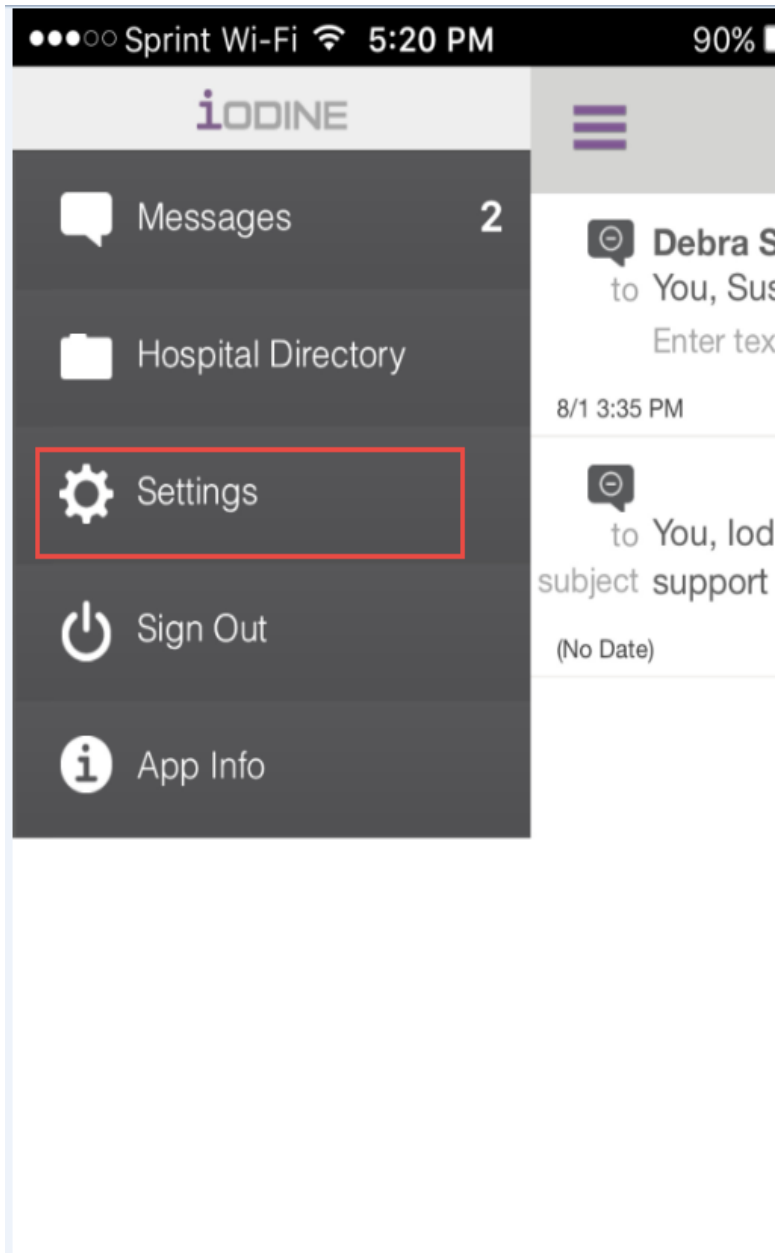 Sprint Wi-Fi 5:20 PM 90%
iODINE
Messages 2
Hospital Directory
Settings
Sign Out
App Info
Debra S
to You, Sus
Enter tex
8/1 3:35 PM
to You, Iod
subject support
(No Date)